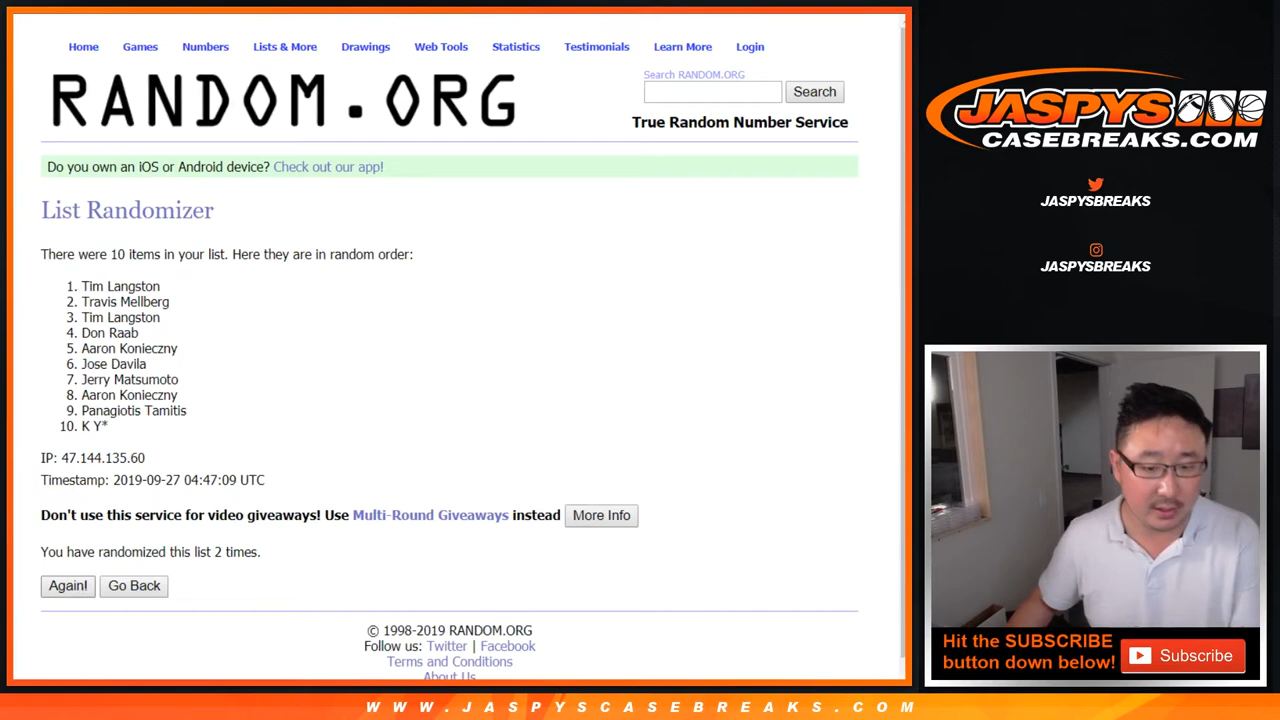 Home Games Numbers Lists & More Drawings Web Tools Statistics Testimonials Learn More Login
RANDOM.ORG
Search RANDOM.ORG
Search
True Random Number Service
Do you own an iOS or Android device? Check out our app!
List Randomizer
There were 10 items in your list. Here they are in random order:
1. Tim Langston
2. Travis Mellberg
3. Tim Langston
4. Don Raab
5. Aaron Konieczny
6. Jose Davila
7. Jerry Matsumoto
8. Aaron Konieczny
9. Panagiotis Tamitis
10. K Y*
IP: 47.144.135.60
Timestamp: 2019-09-27 04:47:09 UTC
Don't use this service for video giveaways! Use Multi-Round Giveaways instead More Info
You have randomized this list 2 times.
Again! Go Back
© 1998-2019 RANDOM.ORG
Follow us: Twitter | Facebook
Terms and Conditions
About Us
JASPYS
CASEBREAKS.COM
JASPYSBREAKS
JASPYSBREAKS
Hit the SUBSCRIBE
button down below!
Subscribe
WWW.JASPYSCASEBREAKS.COM